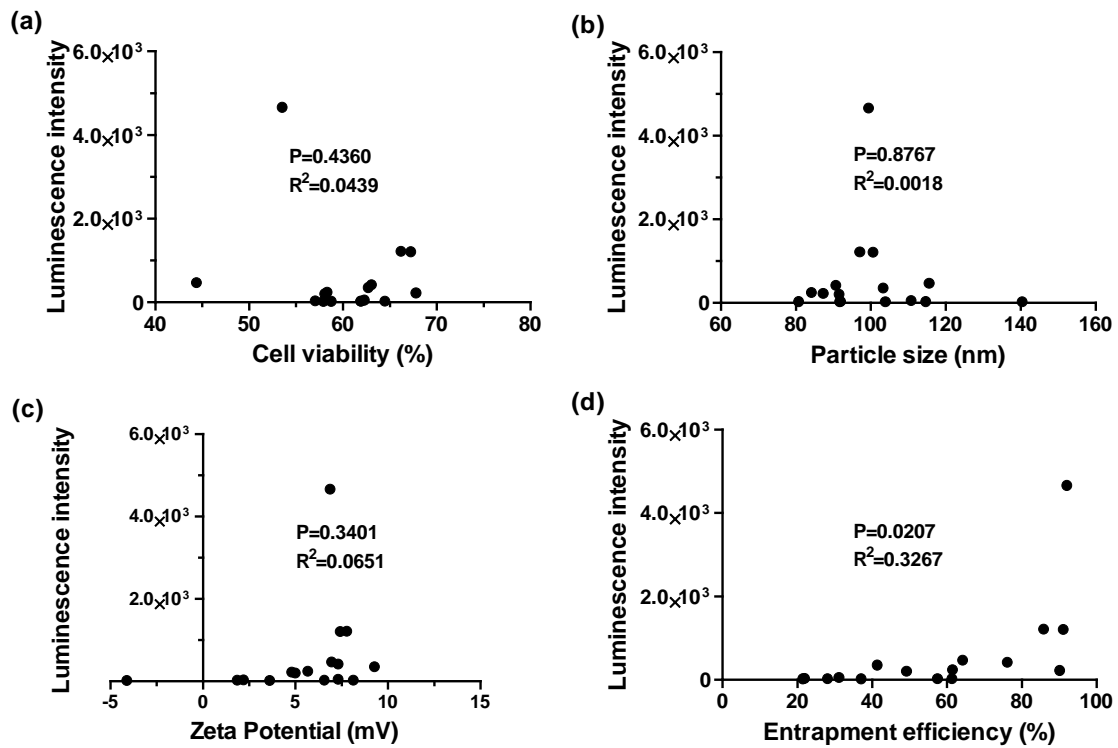 (a)
Luminescence intensity
6.0×10³
4.0×10³
2.0×10³
0
P=0.4360
R²=0.0439
40 50 60 70 80
Cell viability (%)
(b)
Luminescence intensity
6.0×10³
4.0×10³
2.0×10³
0
P=0.8767
R²=0.0018
60 80 100 120 140 160
Particle size (nm)
(c)
Luminescence intensity
6.0×10³
4.0×10³
2.0×10³
P=0.3401
R²=0.0651
-5 0 5 10 15
Zeta Potential (mV)
(d)
Luminescence intensity
6.0×10³
4.0×10³
2.0×10³
0
P=0.0207
R²=0.3267
0 20 40 60 80 100
Entrapment efficiency (%)